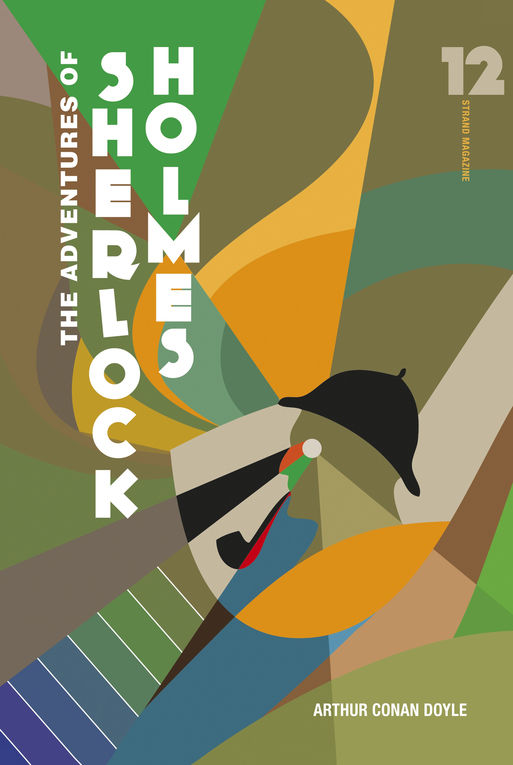 THE ADVENTURES OF
SHERLOCK
HOLMES
12
STRAND MAGAZINE
ARTHUR CONAN DOYLE